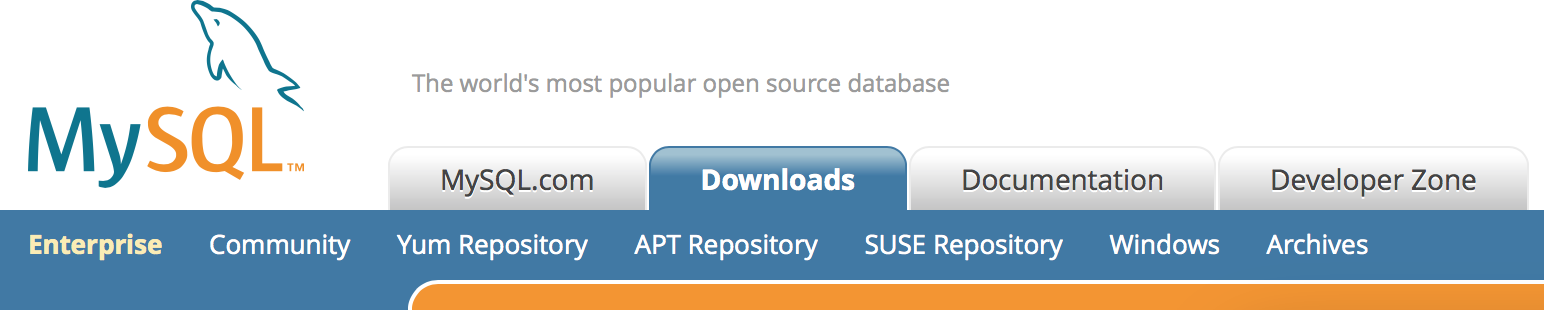 The world's most popular open source database
MySQL™
MySQL.com Downloads Documentation Developer Zone
Enterprise Community Yum Repository APT Repository SUSE Repository Windows Archives